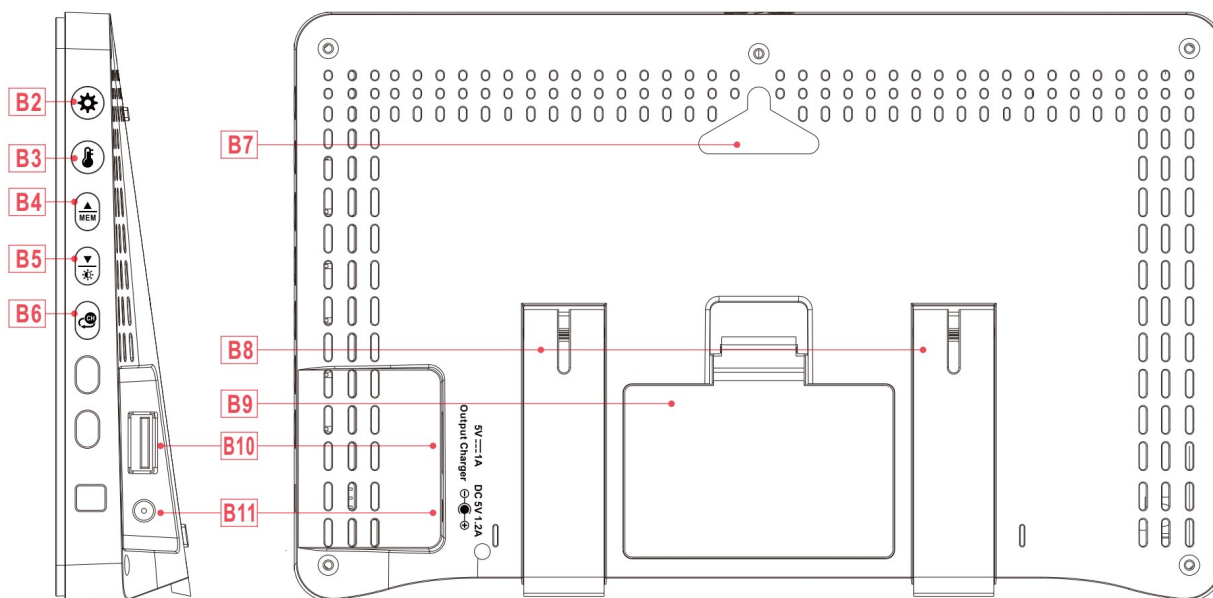 B2
B3
B4
MEM
B5
B6
CH
B7
B8
B9
B10
B11
5V ⎓ 1A
Output Charger
DC 5V 1.2A